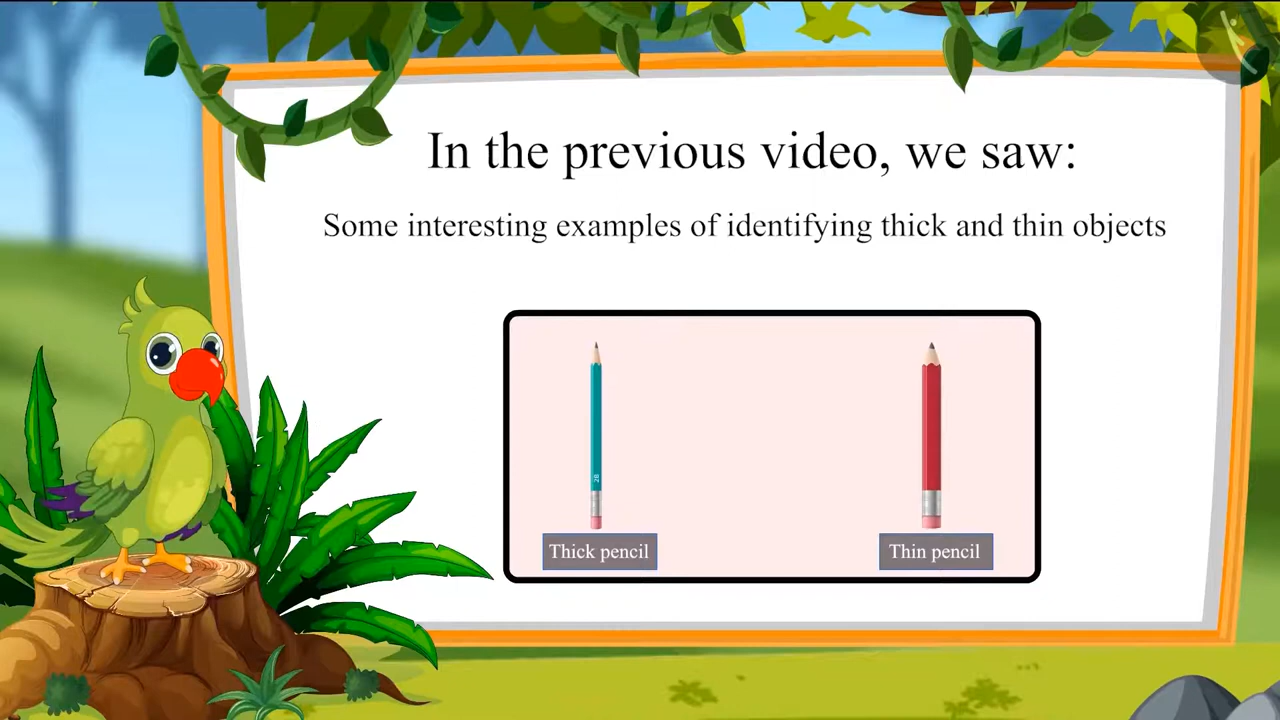 In the previous video, we saw:
Some interesting examples of identifying thick and thin objects
2B
Thick pencil
Thin pencil